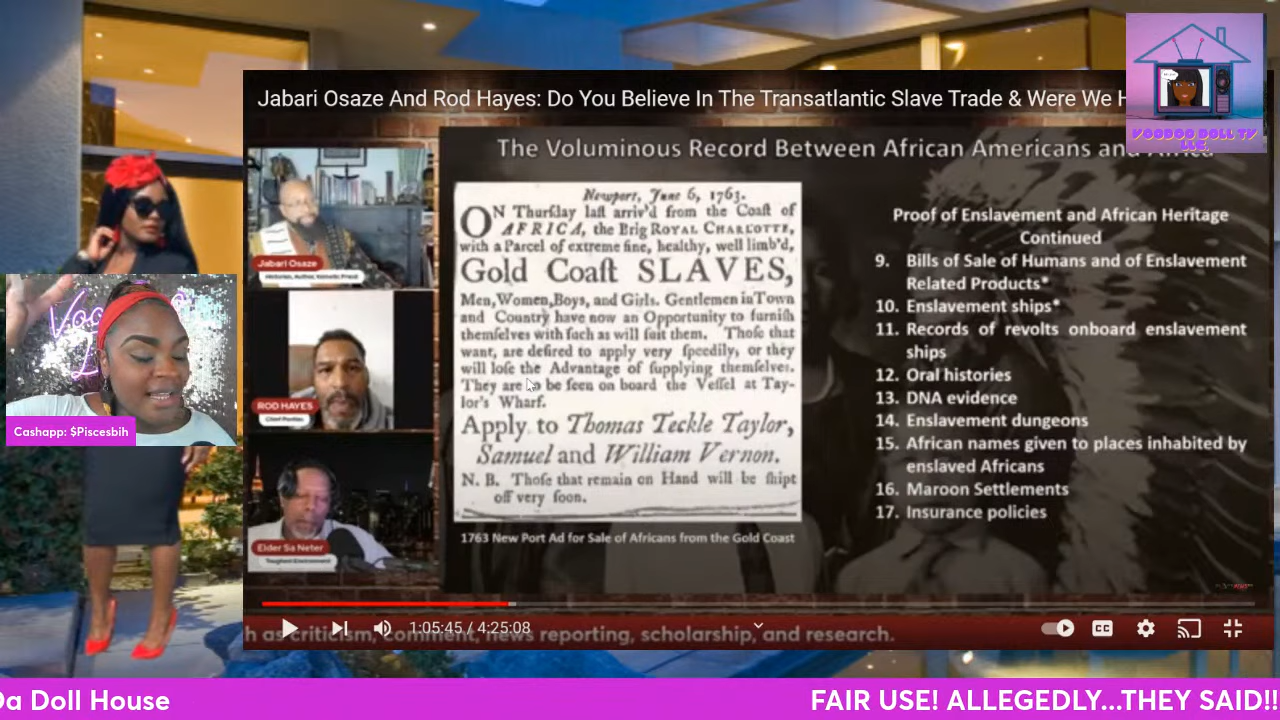 Jabari Osaze And Rod Hayes: Do You Believe In The Transatlantic Slave Trade & Were We
VOODOO DOLL TV
LLC.
The Voluminous Record Between African Americans and Africa
Newport, June 6, 1763.
ON Thurſday laſt arriv'd from the Coaſt of
AFRICA, the Brig ROYAL CHARLOTTE,
with a Parcel of extreme fine, healthy, well limb'd,
Gold Coaſt SLAVES,
Men, Women, Boys, and Girls. Gentlemen in Town
and Country have now an Opportunity to furniſh
themſelves with ſuch as will ſuit them. Thoſe that
want, are deſired to apply very ſpeedily, or they
will loſe the Advantage of ſupplying themſelves.
They are to be ſeen on board the Veſſel at Tay-
lor's Wharf.
Apply to Thomas Teckle Taylor,
Samuel and William Vernon.
N. B. Thoſe that remain on Hand will be ſhipt
off very ſoon.
1763 New Port Ad for Sale of Africans from the Gold Coast
Proof of Enslavement and African Heritage
Continued
9. Bills of Sale of Humans and of Enslavement
Related Products*
10. Enslavement ships*
11. Records of revolts onboard enslavement
ships
12. Oral histories
13. DNA evidence
14. Enslavement dungeons
15. African names given to places inhabited by
enslaved Africans
16. Maroon Settlements
17. Insurance policies
Jabari Osaze
Historian, Author, Kemetic Priest
ROD HAYES
Elder Sa Neter
Cashapp: $Piscesbih
1:05:45 / 4:25:08
CC
h as criticism, comment, news reporting, scholarship, and research.
Da Doll House
FAIR USE! ALLEGEDLY...THEY SAID!!